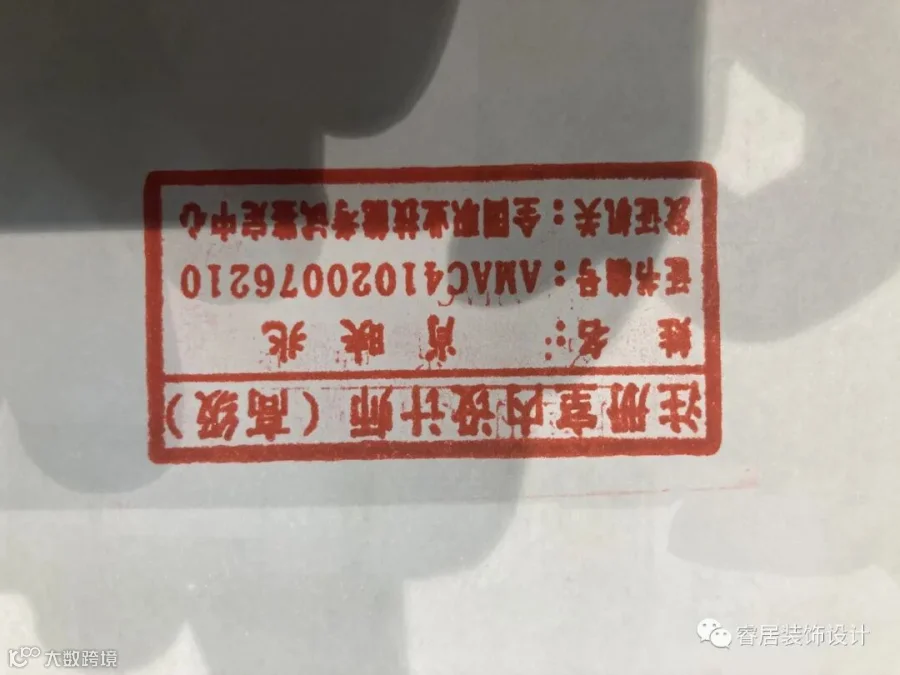 注册室内设计师（高级）
姓 名： 肖 映 兆
证书编号：AMAC41020076210
发证机关：全国职业技能考试鉴定中心
睿居装饰设计
大数跨境